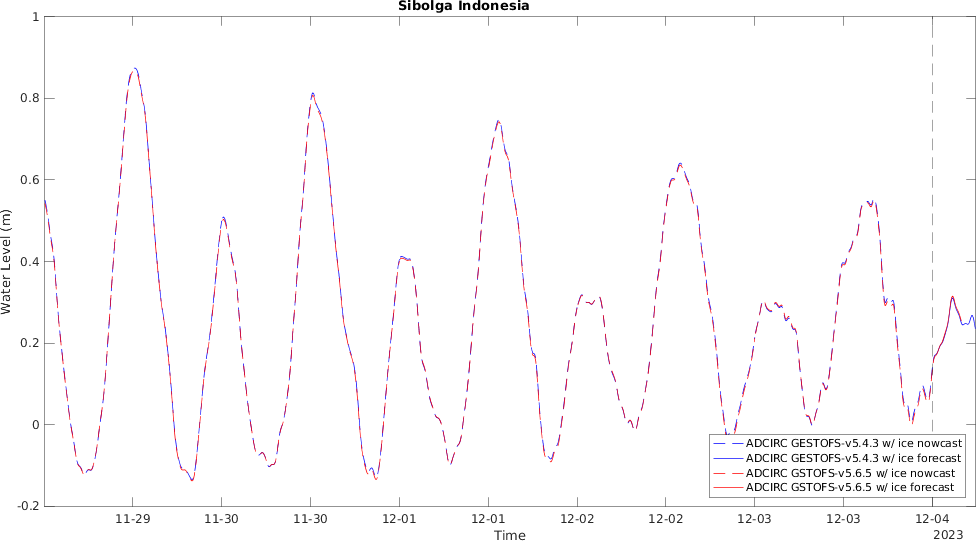 Sibolga Indonesia
1
0.8
0.6
0.4
0.2
0
-0.2
Water Level (m)
11-29
11-30
11-30
12-01
12-01
12-02
12-02
12-03
12-03
12-04
2023
Time
ADCIRC GESTOFS-v5.4.3 w/ ice nowcast
ADCIRC GESTOFS-v5.4.3 w/ ice forecast
ADCIRC GSTOFS-v5.6.5 w/ ice nowcast
ADCIRC GSTOFS-v5.6.5 w/ ice forecast